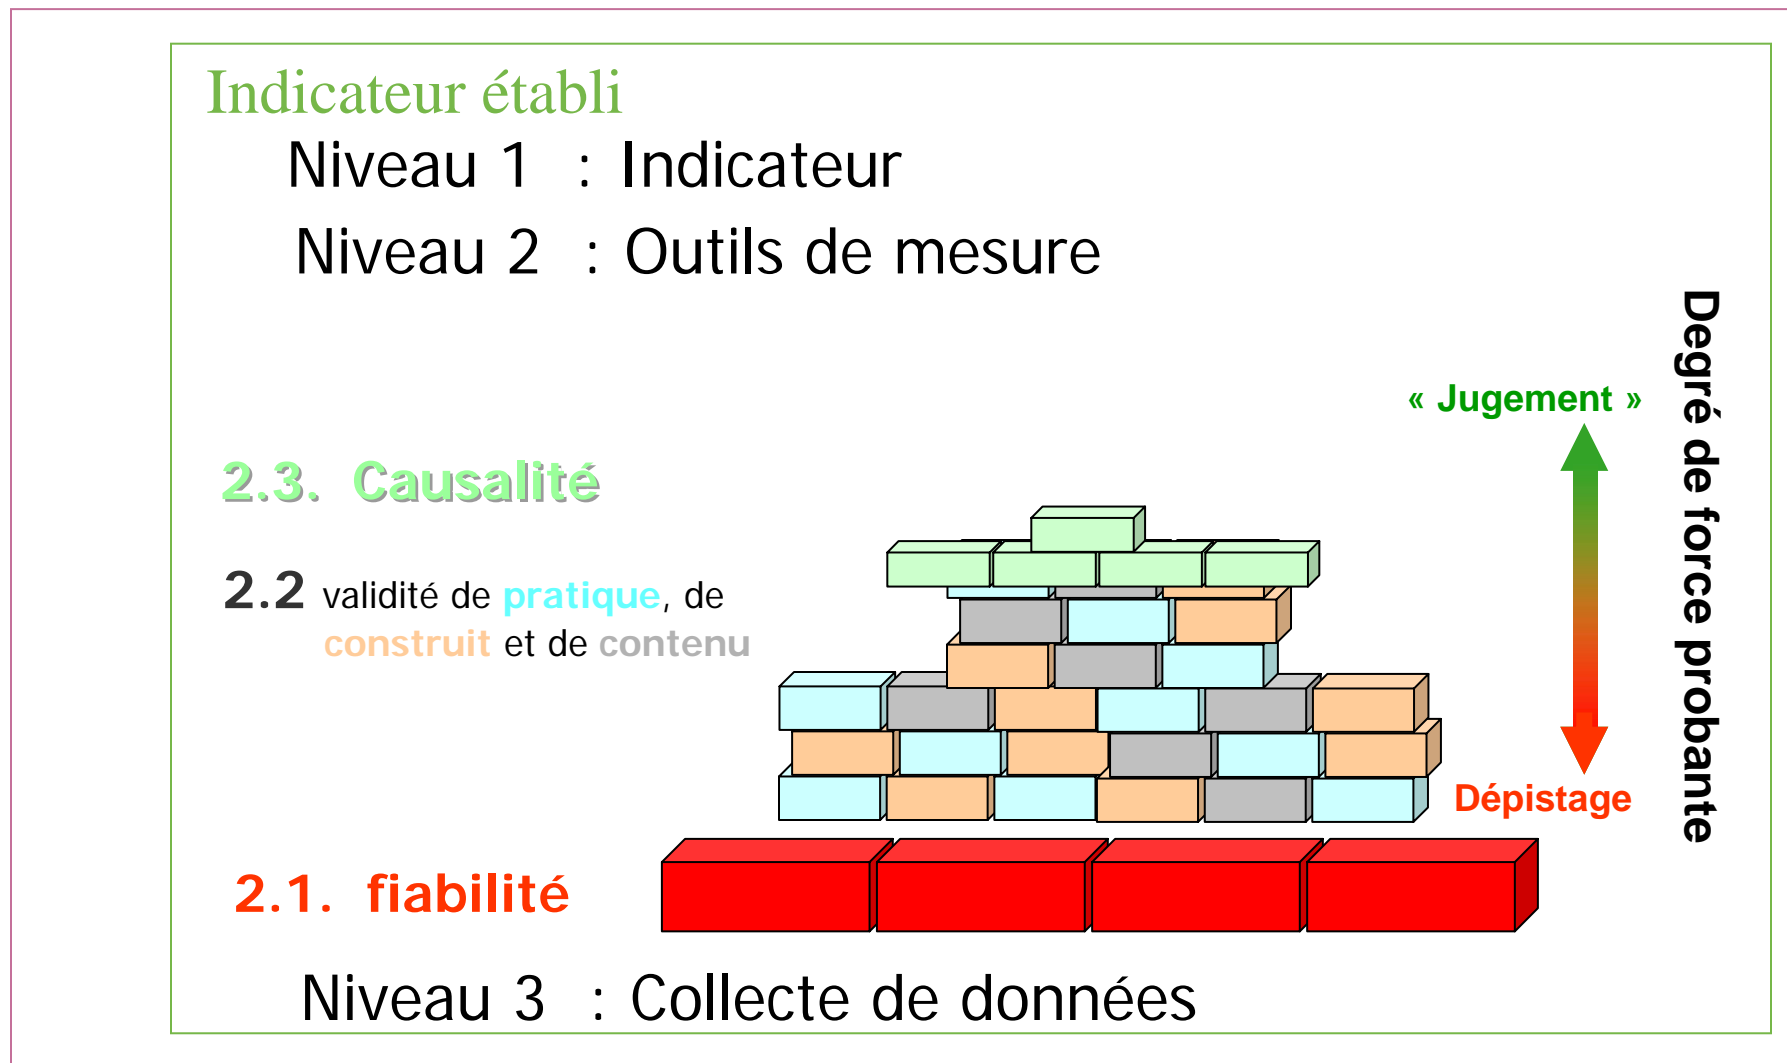 Indicateur établi
Niveau 1 : Indicateur
Niveau 2 : Outils de mesure
Degré de force probante
« Jugement »
2.3. Causalité
2.2 validité de pratique, de
construit et de contenu
Dépistage
2.1. fiabilité
Niveau 3 : Collecte de données